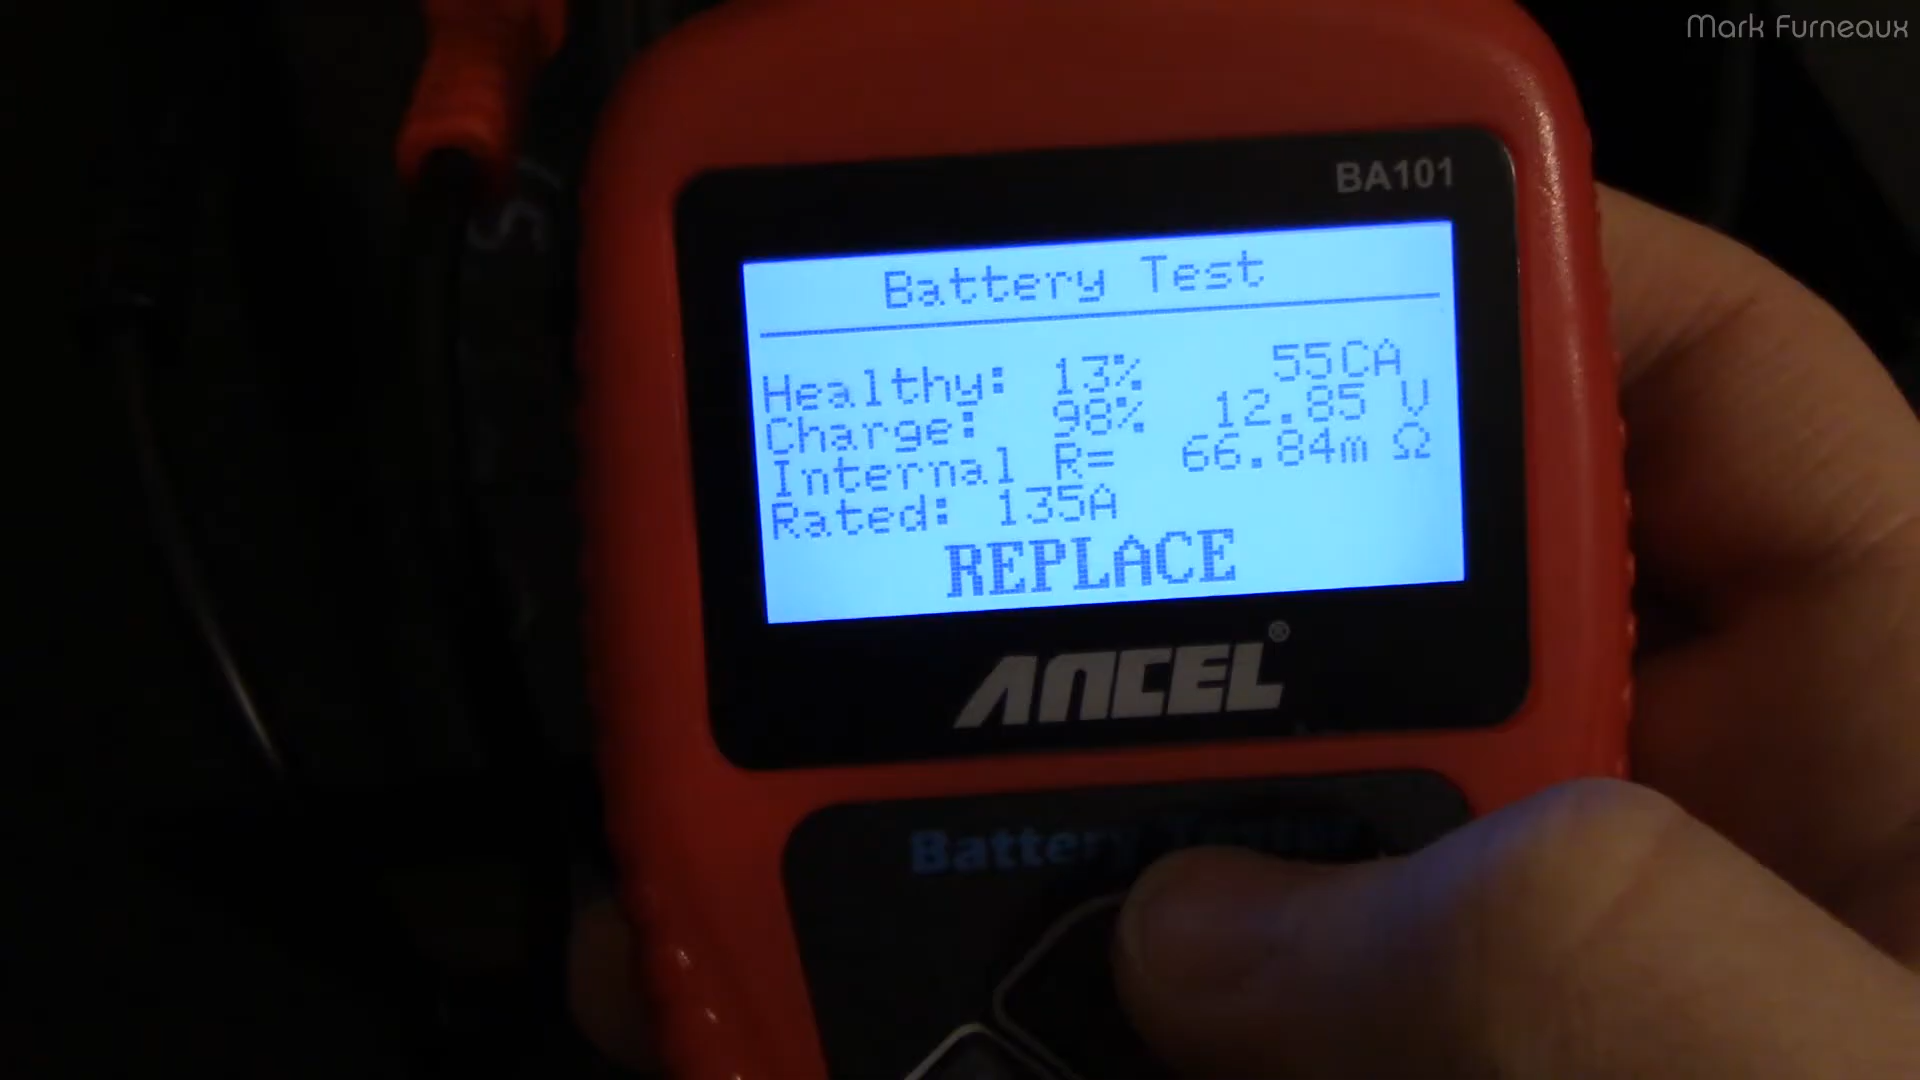 Mark Furneaux
BA101
Battery Test
Healthy: 13% 55CA
Charge: 98% 12.85 V
Internal R= 66.84m Ω
Rated: 135A
REPLACE
ANCEL®
Battery